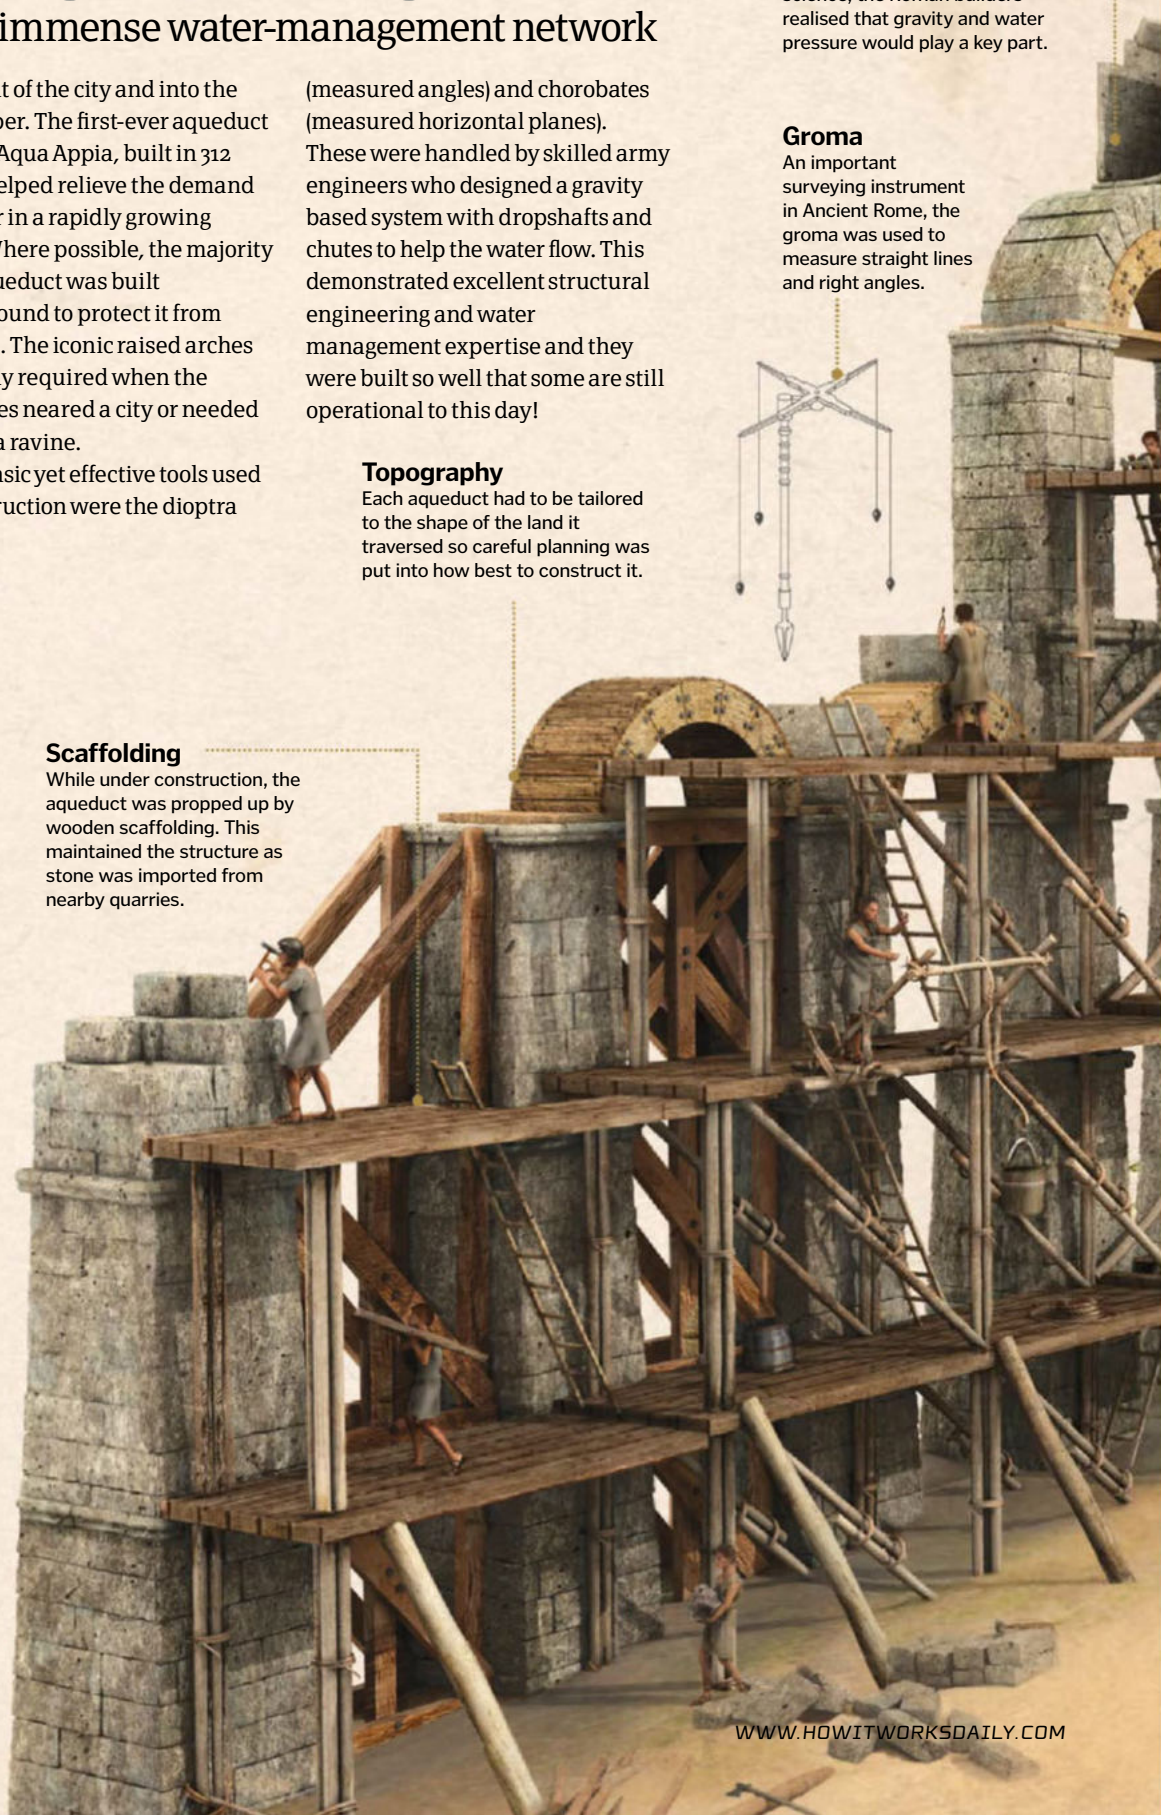 immense water-management network
of the city and into the
The first-ever aqueduct
Aqua Appia, built in 312
relieve the demand
in a rapidly growing
possible, the majority
was built
to protect it from
The iconic raised arches
required when the
neared a city or needed
a ravine.
yet effective tools used
were the dioptra
(measured angles) and chorobates
(measured horizontal planes).
These were handled by skilled army
engineers who designed a gravity
based system with dropshafts and
chutes to help the water flow. This
demonstrated excellent structural
engineering and water
management expertise and they
were built so well that some are still
operational to this day!
realised that gravity and water
pressure would play a key part.
Groma
An important
surveying instrument
in Ancient Rome, the
groma was used to
measure straight lines
and right angles.
Topography
Each aqueduct had to be tailored
to the shape of the land it
traversed so careful planning was
put into how best to construct it.
Scaffolding
While under construction, the
aqueduct was propped up by
wooden scaffolding. This
maintained the structure as
stone was imported from
nearby quarries.
WWW.HOWITWORKSDAILY.COM